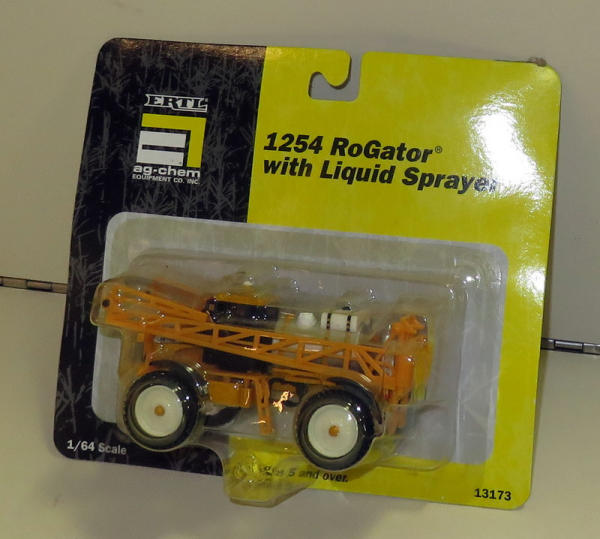 ERTL
ag-chem
EQUIPMENT CO. INC.
1254 RoGator®
with Liquid Sprayer
1/64 Scale
5 and over.
13173